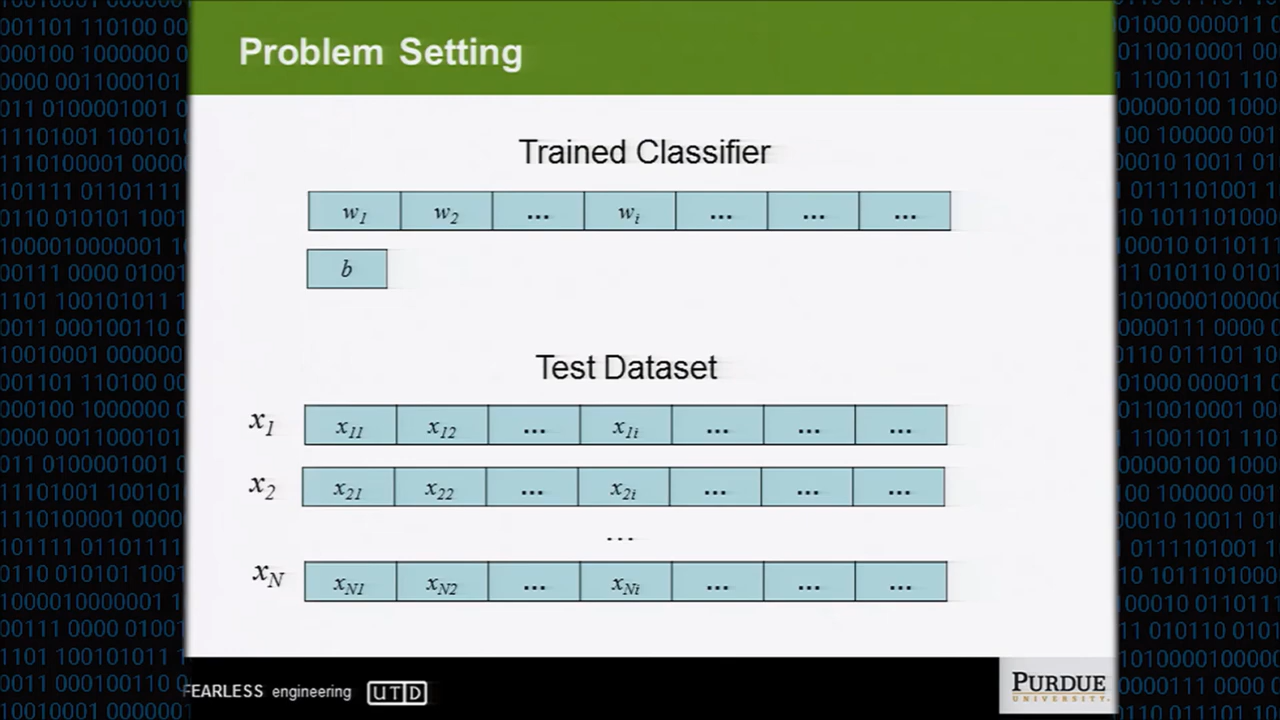 Problem Setting
Trained Classifier
w1 w2 ... wi ... ... ...
b
Test Dataset
x1 x11 x12 ... x1i ... ... ...
x2 x21 x22 ... x2i ... ... ...
...
xN xN1 xN2 ... xNi ... ... ...
FEARLESS engineering UTD
PURDUE
UNIVERSITY